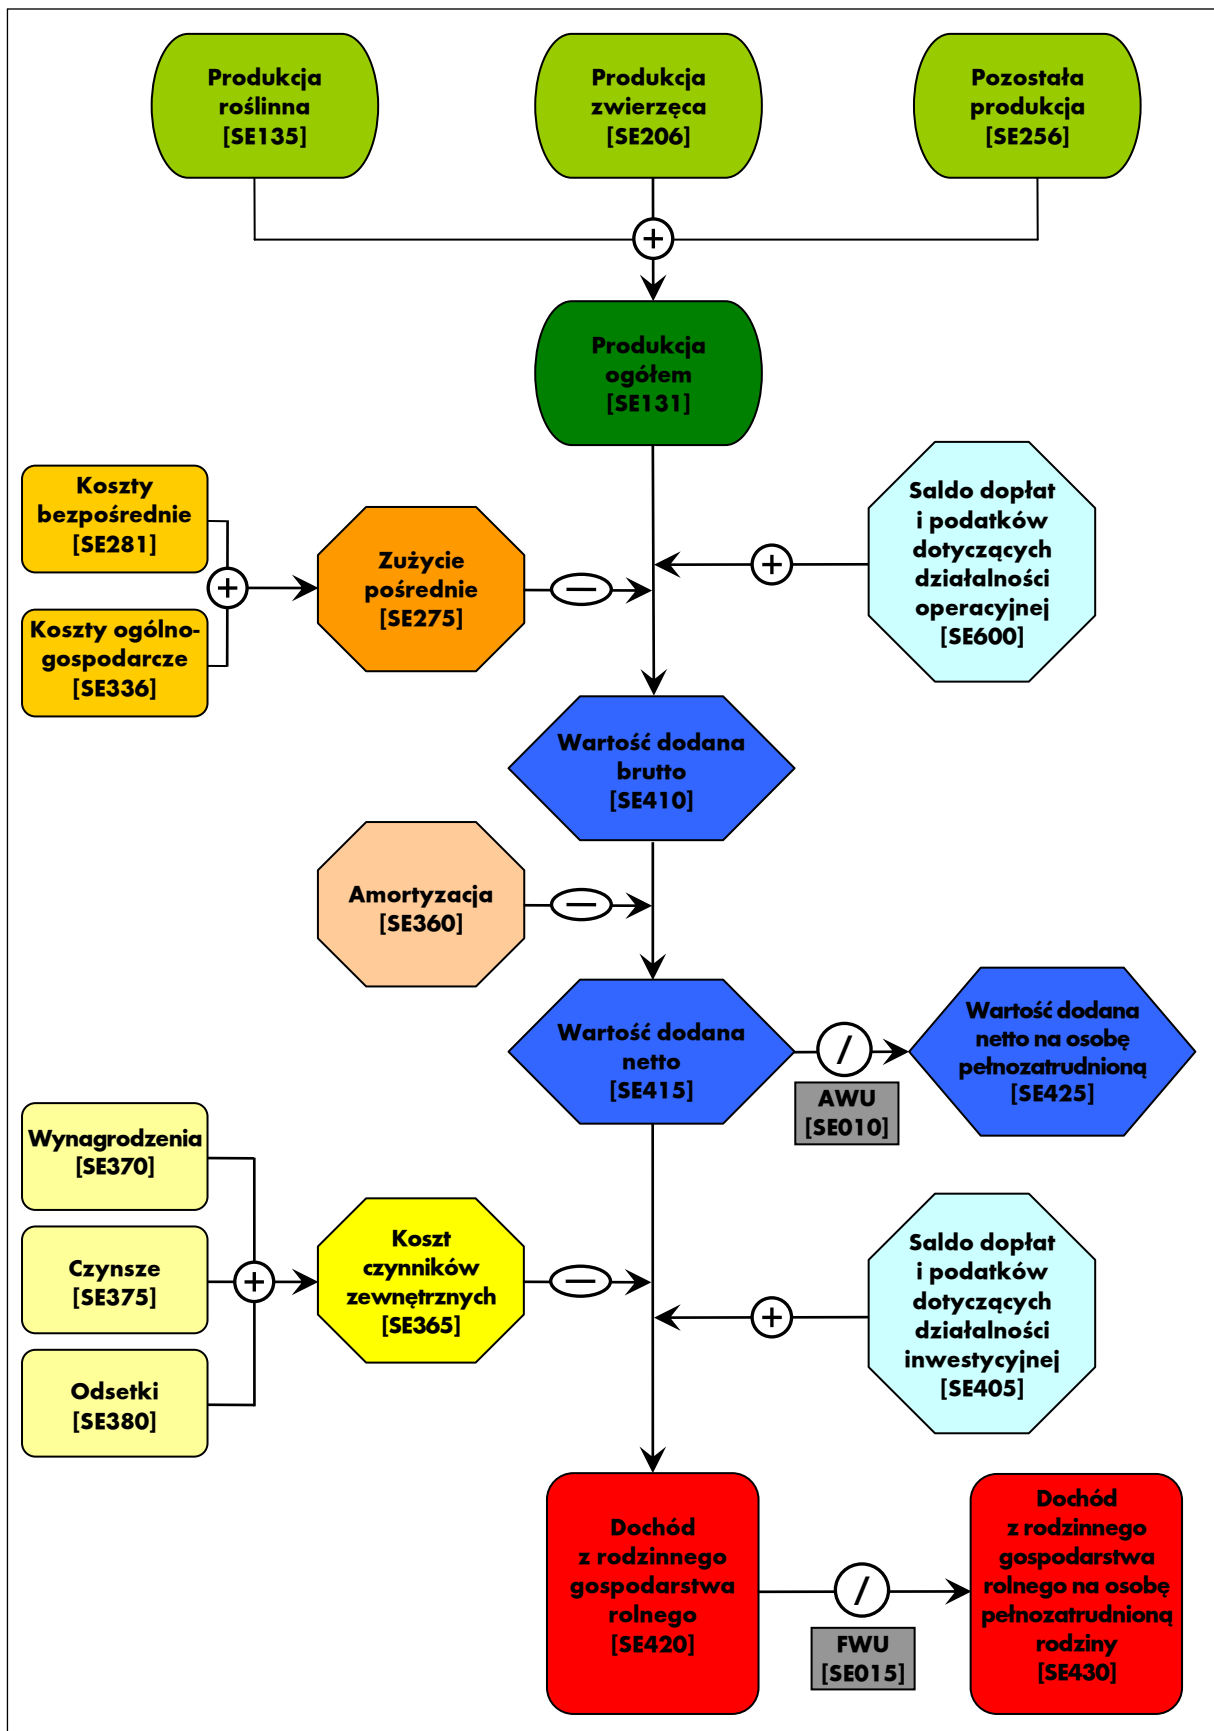 Produkcja
roślinna
[SE135]
Produkcja
zwierzęca
[SE206]
Pozostała
produkcja
[SE256]
+
Produkcja
ogółem
[SE131]
Koszty
bezpośrednie
[SE281]
Koszty ogólno-
gospodarcze
[SE336]
+
Zużycie
pośrednie
[SE275]
—
+
Saldo dopłat
i podatków
dotyczących
działalności
operacyjnej
[SE600]
Wartość dodana
brutto
[SE410]
Amortyzacja
[SE360]
—
Wartość dodana
netto
[SE415]
/
AWU
[SE010]
Wartość dodana
netto na osobę
pełnozatrudnioną
[SE425]
Wynagrodzenia
[SE370]
Czynsze
[SE375]
Odsetki
[SE380]
+
Koszt
czynników
zewnętrznych
[SE365]
—
+
Saldo dopłat
i podatków
dotyczących
działalności
inwestycyjnej
[SE405]
Dochód
z rodzinnego
gospodarstwa
rolnego
[SE420]
/
FWU
[SE015]
Dochód
z rodzinnego
gospodarstwa
rolnego na osobę
pełnozatrudnioną
rodziny
[SE430]